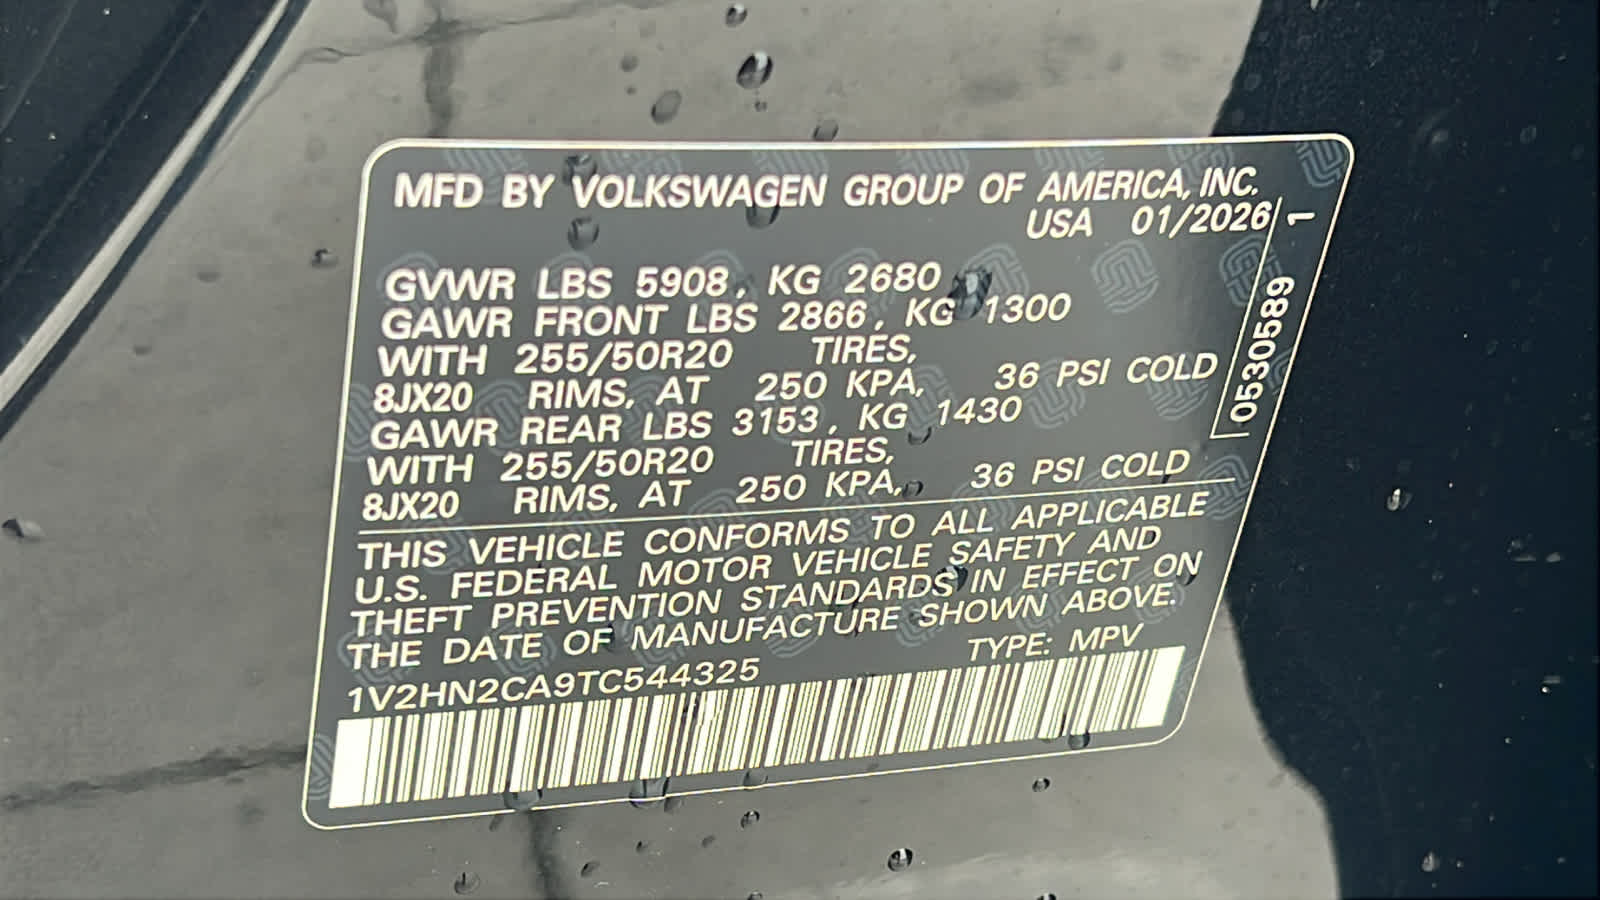 MFD BY VOLKSWAGEN GROUP OF AMERICA, INC.
USA 01/2026
GVWR LBS 5908, KG 2680
GAWR FRONT LBS 2866, KG 1300
WITH 255/50R20 TIRES,
8JX20 RIMS, AT 250 KPA, 36 PSI COLD
GAWR REAR LBS 3153, KG 1430
WITH 255/50R20 TIRES,
8JX20 RIMS, AT 250 KPA, 36 PSI COLD
THIS VEHICLE CONFORMS TO ALL APPLICABLE
U.S. FEDERAL MOTOR VEHICLE SAFETY AND
THEFT PREVENTION STANDARDS IN EFFECT ON
THE DATE OF MANUFACTURE SHOWN ABOVE.
TYPE: MPV
1V2HN2CA9TC544325
0530589 1